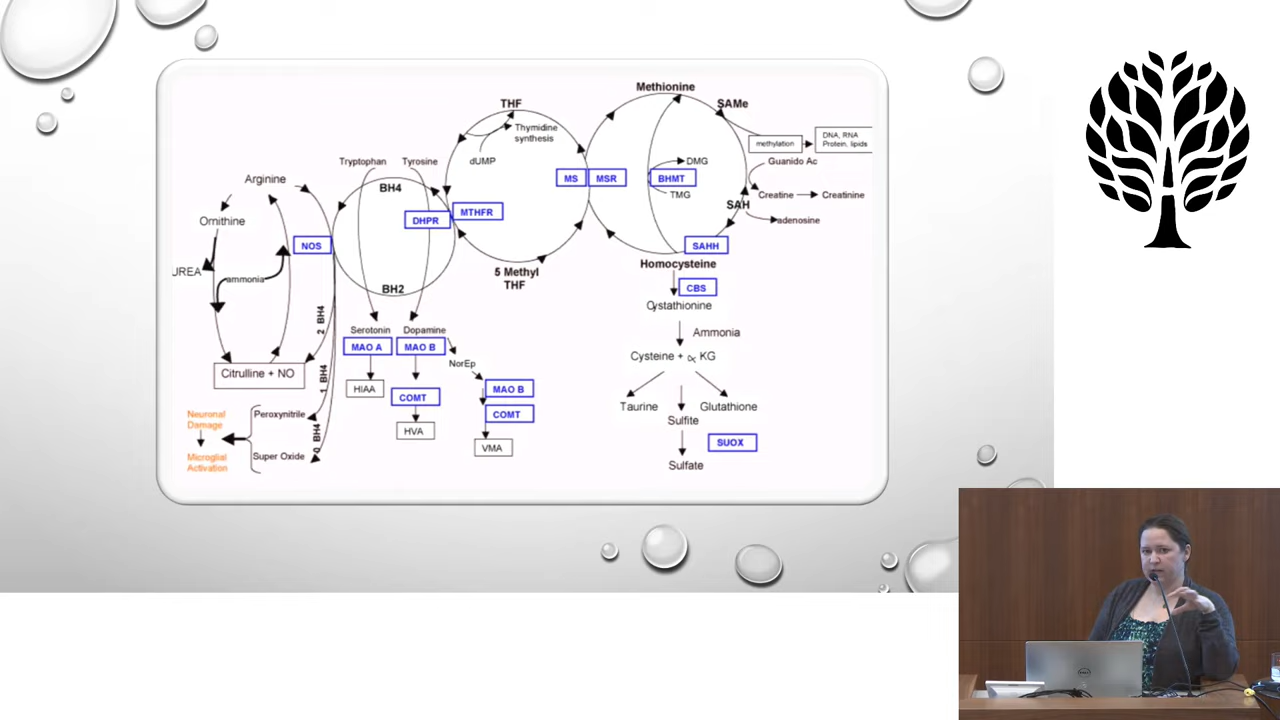 Methionine
THF
SAMe
Thymidine
synthesis
DNA, RNA
Protein, lipids
methylation
dUMP
Tryptophan
Tyrosine
DMG
Guanido Ac
Arginine
BH4
MS
MSR
BHMT
TMG
Creatine
Creatinine
SAH
MTHFR
DHPR
Ornithine
adenosine
NOS
SAHH
Homocysteine
UREA
ammonia
5 Methyl
THF
BH2
CBS
Cystathionine
2 BH4
Serotonin
Dopamine
Ammonia
MAO A
MAO B
NorEp
Cysteine + α KG
Citrulline + NO
1 BH4
HIAA
MAO B
COMT
Taurine
Glutathione
Neuronal
Damage
Peroxynitrile
COMT
Sulfite
HVA
0 BH4
SUOX
VMA
Microglial
Activation
Super Oxide
Sulfate
DELL